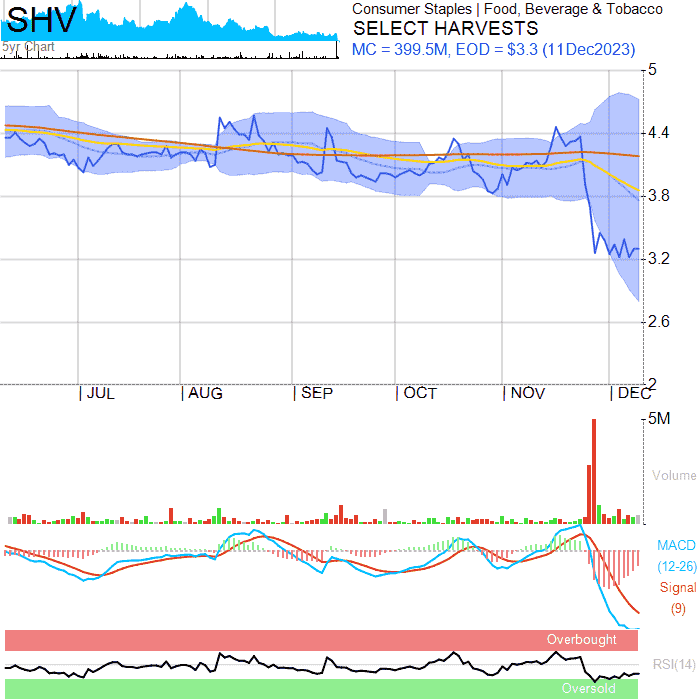 SHV
5yr Chart
Consumer Staples | Food, Beverage & Tobacco
SELECT HARVESTS
MC = 399.5M, EOD = $3.3 (11Dec2023)
5
4.4
3.8
3.2
2.6
2
| JUL | AUG | SEP | OCT | NOV | DEC
5M
Volume
MACD
(12-26)
Signal
(9)
Overbought
RSI(14)
Oversold